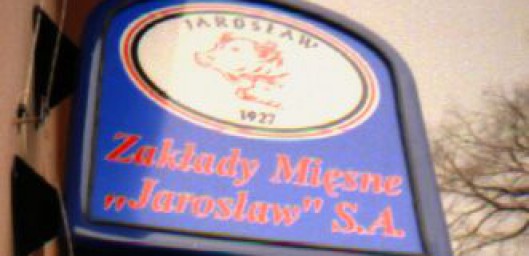 JAROSŁAW
1927
Zakłady Mięsne
„Jarosław" S.A.